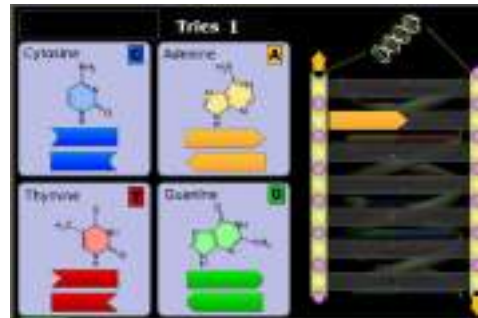 Tries 1
Cytosine C
Adenine A
Thymine T
Guanine G